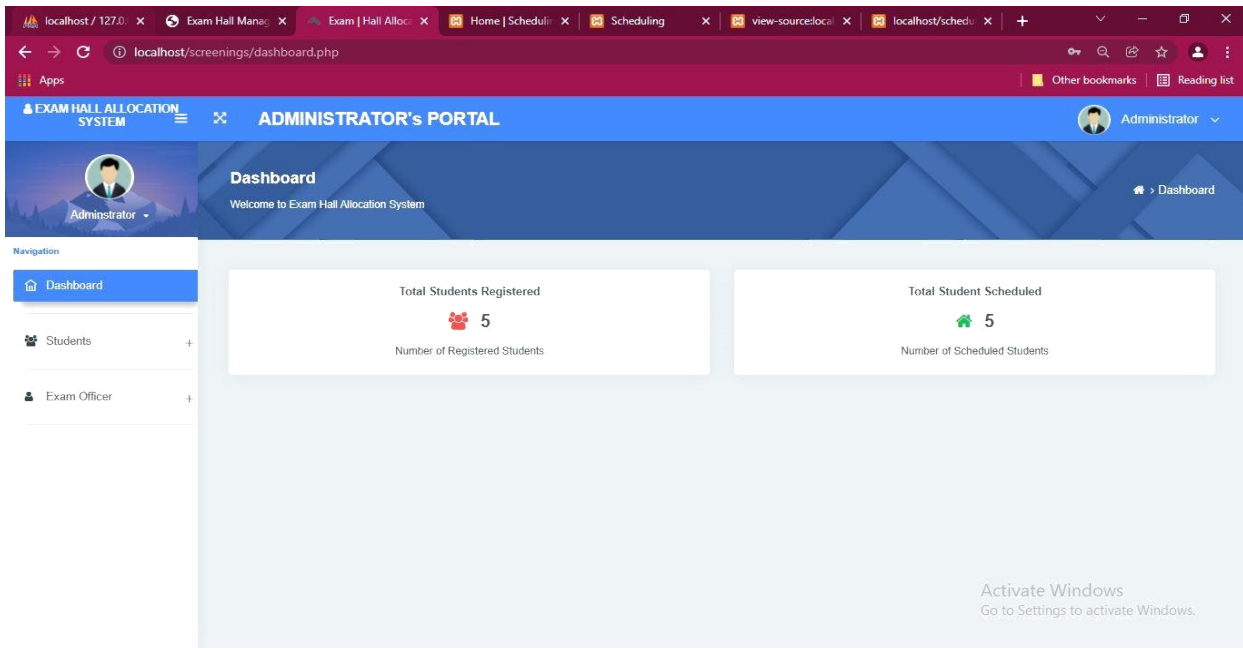 localhost / 127.0.
Exam Hall Manag
Exam | Hall Alloca
Home | Schedulin
Scheduling
view-source:local
localhost/schedu
localhost/screenings/dashboard.php
Apps
Other bookmarks
Reading list
EXAM HALL ALLOCATION
SYSTEM
ADMINISTRATOR's PORTAL
Administrator
Adminstrator
Dashboard
Welcome to Exam Hall Allocation System
> Dashboard
Navigation
Dashboard
Students +
Exam Officer +
Total Students Registered
5
Number of Registered Students
Total Student Scheduled
5
Number of Scheduled Students
Activate Windows
Go to Settings to activate Windows.